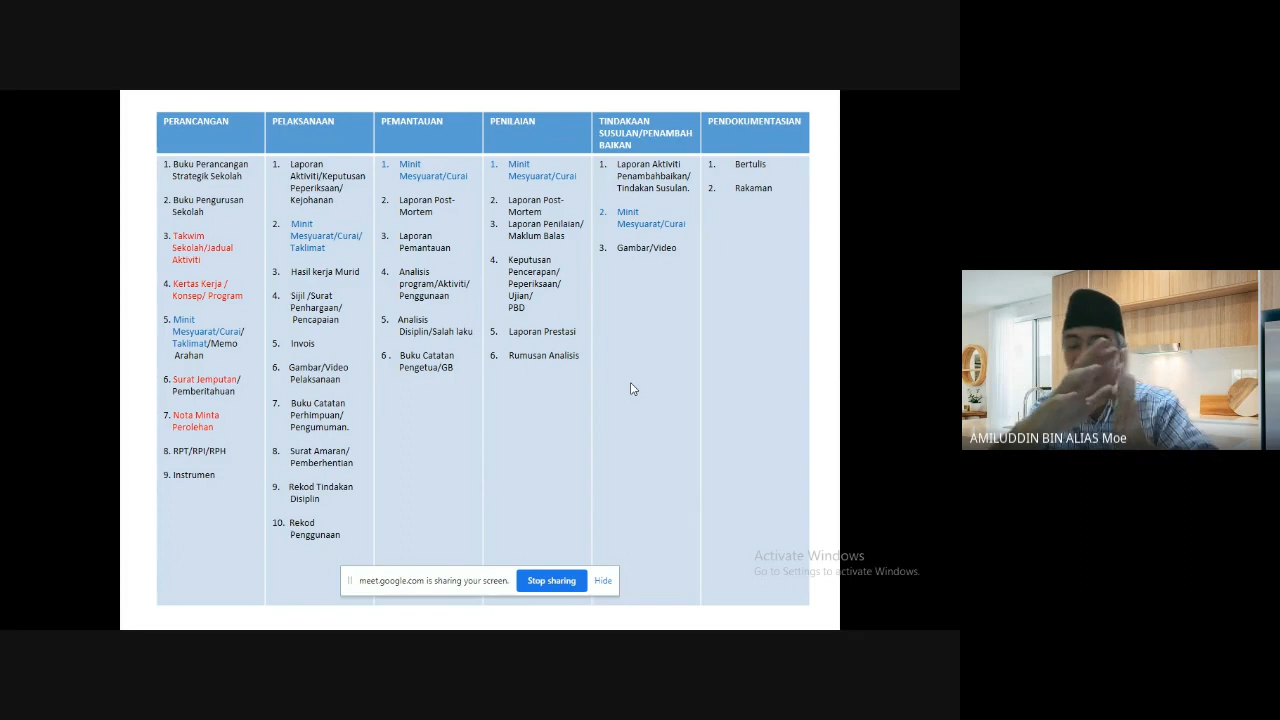 PERANCANGAN
1. Buku Perancangan
Strategik Sekolah
2. Buku Pengurusan
Sekolah
3. Takwim
Sekolah/Jadual
Aktiviti
4. Kertas Kerja /
Konsep/ Program
5. Minit
Mesyuarat/Curai/
Taklimat/Memo
Arahan
6. Surat Jemputan/
Pemberitahuan
7. Nota Minta
Perolehan
8. RPT/RPI/RPH
9. Instrumen
PELAKSANAAN
1. Laporan
Aktiviti/Keputusan
Peperiksaan/
Kejohanan
2. Minit
Mesyuarat/Curai/
Taklimat
3. Hasil kerja Murid
4. Sijil /Surat
Penhargaan/
Pencapaian
5. Invois
6. Gambar/Video
Pelaksanaan
7. Buku Catatan
Perhimpuan/
Pengumuman.
8. Surat Amaran/
Pemberhentian
9. Rekod Tindakan
Disiplin
10. Rekod
Penggunaan
PEMANTAUAN
1. Minit
Mesyuarat/Curai
2. Laporan Post-
Mortem
3. Laporan
Pemantauan
4. Analisis
program/Aktiviti/
Penggunaan
5. Analisis
Disiplin/Salah laku
6 . Buku Catatan
Pengetua/GB
PENILAIAN
1. Minit
Mesyuarat/Curai
2. Laporan Post-
Mortem
3. Laporan Penilaian/
Maklum Balas
4. Keputusan
Pencerapan/
Peperiksaan/
Ujian/
PBD
5. Laporan Prestasi
6. Rumusan Analisis
TINDAKAAN
SUSULAN/PENAMBAH
BAIKAN
1. Laporan Aktiviti
Penambahbaikan/
Tindakan Susulan.
2. Minit
Mesyuarat/Curai
3. Gambar/Video
PENDOKUMENTASIAN
1. Bertulis
2. Rakaman
meet.google.com is sharing your screen.
Stop sharing
Hide
Activate Windows
Go to Settings to activate Windows.
AMILUDDIN BIN ALIAS Moe